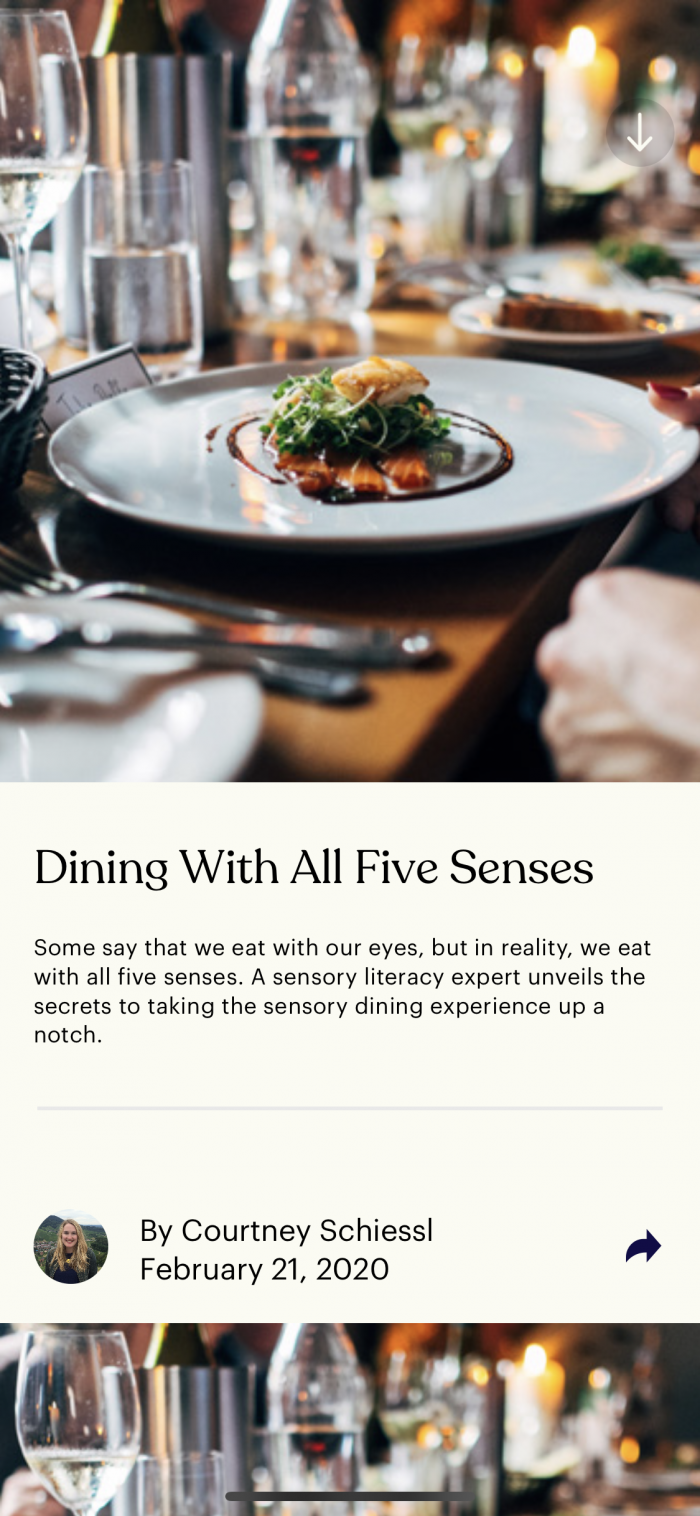 Dining With All Five Senses
Some say that we eat with our eyes, but in reality, we eat
with all five senses. A sensory literacy expert unveils the
secrets to taking the sensory dining experience up a
notch.
By Courtney Schiessl
February 21, 2020